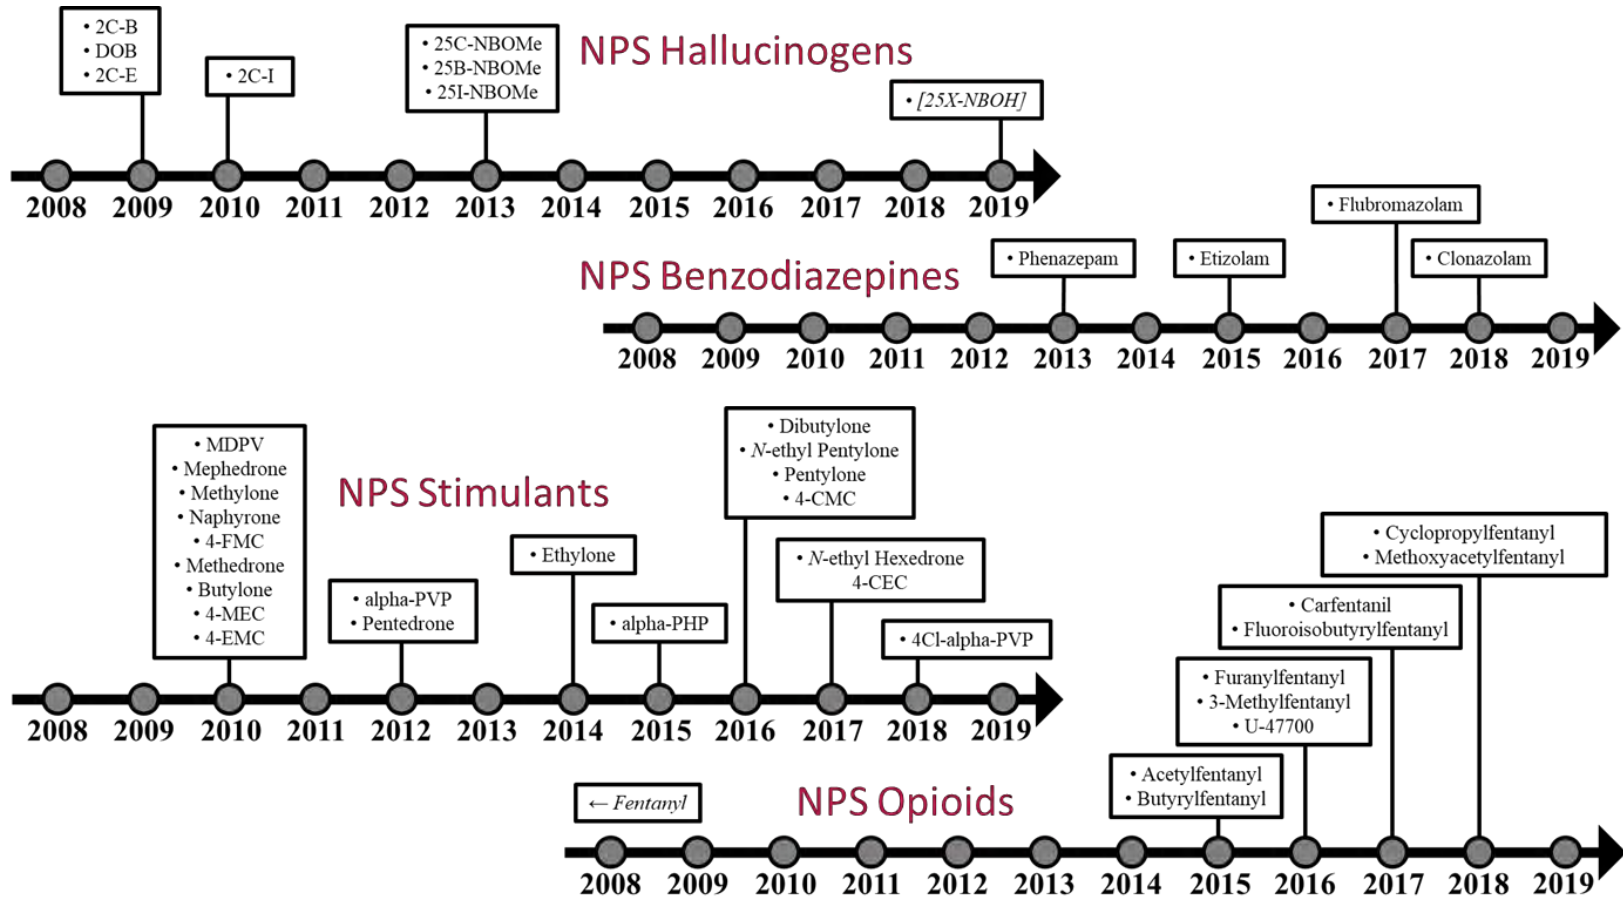 NPS Hallucinogens
• 2C-B
• DOB
• 2C-E
• 2C-I
• 25C-NBOMe
• 25B-NBOMe
• 25I-NBOMe
• [25X-NBOH]
2008 2009 2010 2011 2012 2013 2014 2015 2016 2017 2018 2019
NPS Benzodiazepines
• Phenazepam
• Etizolam
• Flubromazolam
• Clonazolam
2008 2009 2010 2011 2012 2013 2014 2015 2016 2017 2018 2019
NPS Stimulants
• MDPV
• Mephedrone
• Methylone
• Naphyrone
• 4-FMC
• Methedrone
• Butylone
• 4-MEC
• 4-EMC
• alpha-PVP
• Pentedrone
• Ethylone
• alpha-PHP
• Dibutylone
• N-ethyl Pentylone
• Pentylone
• 4-CMC
• N-ethyl Hexedrone
4-CEC
• 4Cl-alpha-PVP
2008 2009 2010 2011 2012 2013 2014 2015 2016 2017 2018 2019
NPS Opioids
← Fentanyl
• Acetylfentanyl
• Butyrylfentanyl
• Furanylfentanyl
• 3-Methylfentanyl
• U-47700
• Carfentanil
• Fluoroisobutyrylfentanyl
• Cyclopropylfentanyl
• Methoxyacetylfentanyl
2008 2009 2010 2011 2012 2013 2014 2015 2016 2017 2018 2019